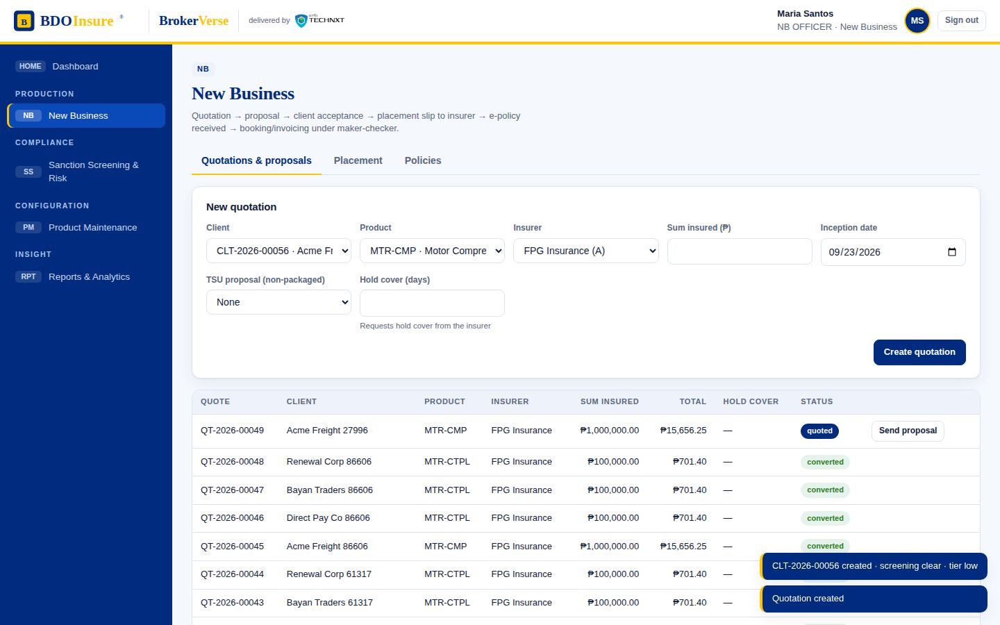 B BDOInsure ®
BrokerVerse
delivered by
TECHNXT
Maria Santos
NB OFFICER · New Business
MS
Sign out
HOME Dashboard
PRODUCTION
NB New Business
COMPLIANCE
SS Sanction Screening &
Risk
CONFIGURATION
PM Product Maintenance
INSIGHT
RPT Reports & Analytics
NB
New Business
Quotation → proposal → client acceptance → placement slip to insurer → e-policy
received → booking/invoicing under maker-checker.
Quotations & proposals Placement Policies
New quotation
Client Product Insurer Sum insured (₱) Inception date
CLT-2026-00056 · Acme Fr MTR-CMP · Motor Compre FPG Insurance (A) 09/23/2026
TSU proposal (non-packaged) Hold cover (days)
None
Requests hold cover from the insurer
Create quotation
QUOTE CLIENT PRODUCT INSURER SUM INSURED TOTAL HOLD COVER STATUS
QT-2026-00049 Acme Freight 27996 MTR-CMP FPG Insurance ₱1,000,000.00 ₱15,656.25 — quoted Send proposal
QT-2026-00048 Renewal Corp 86606 MTR-CTPL FPG Insurance ₱100,000.00 ₱701.40 — converted
QT-2026-00047 Bayan Traders 86606 MTR-CTPL FPG Insurance ₱100,000.00 ₱701.40 — converted
QT-2026-00046 Direct Pay Co 86606 MTR-CTPL FPG Insurance ₱100,000.00 ₱701.40 — converted
QT-2026-00045 Acme Freight 86606 MTR-CMP FPG Insurance ₱1,000,000.00 ₱15,656.25 — converted
QT-2026-00044 Renewal Corp 61317 MTR-CTPL FPG Insurance ₱100,000.00 ₱701.40 —
QT-2026-00043 Bayan Traders 61317 MTR-CTPL FPG Insurance ₱100,000.00 ₱701.40 —
CLT-2026-00056 created · screening clear · tier low
Quotation created